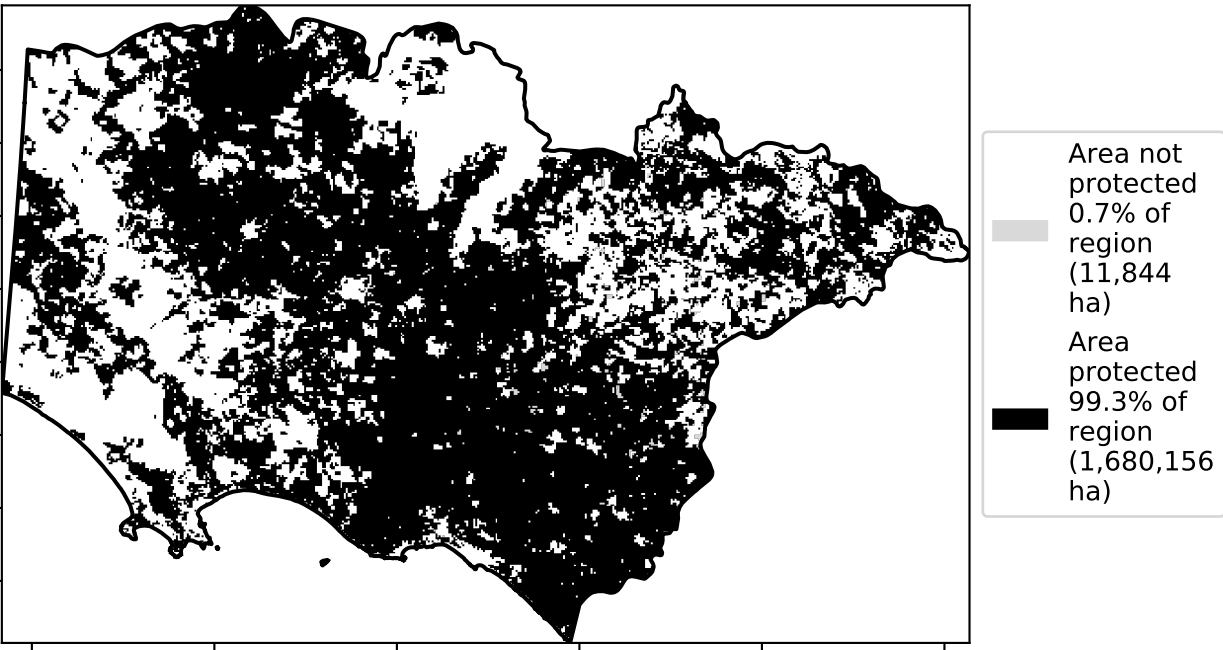 Area not
protected
0.7% of
region
(11,844
ha)
Area
protected
99.3% of
region
(1,680,156
ha)